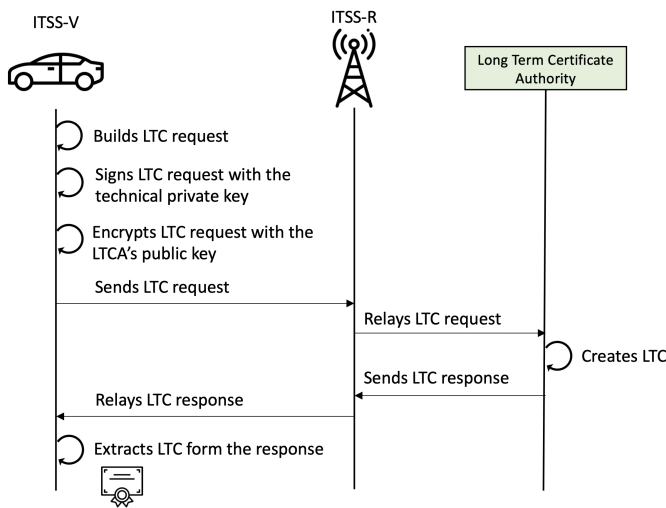 ITSS-V
ITSS-R
Long Term Certificate
Authority
Builds LTC request
Signs LTC request with the
technical private key
Encrypts LTC request with the
LTCA's public key
Sends LTC request
Relays LTC request
Creates LTC
Sends LTC response
Relays LTC response
Extracts LTC form the response